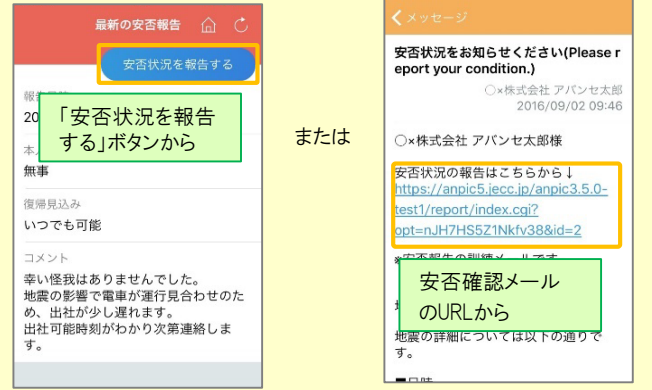 最新の安否報告
安否状況を報告する
「安否状況を報告
する」ボタンから
20
無事
復帰見込み
いつでも可能
コメント
幸い怪我はありませんでした。
地震の影響で電車が運行見合わせのた
め、出社が少し遅れます。
出社可能時刻がわかり次第連絡しま
す。
または
メッセージ
安否状況をお知らせください(Please r
eport your condition.)
○×株式会社 アバンセ太郎
2016/09/02 09:46
○×株式会社 アバンセ太郎様
安否状況の報告はこちらから↓
https://anpic5.jecc.jp/anpic3.5.0-
test1/report/index.cgi?
opt=nJH7HS5Z1Nkfv38&id=2
※安否報告の訓練メールです
安否確認メール
のURLから
地震の詳細については以下の通りで
す。
■日時